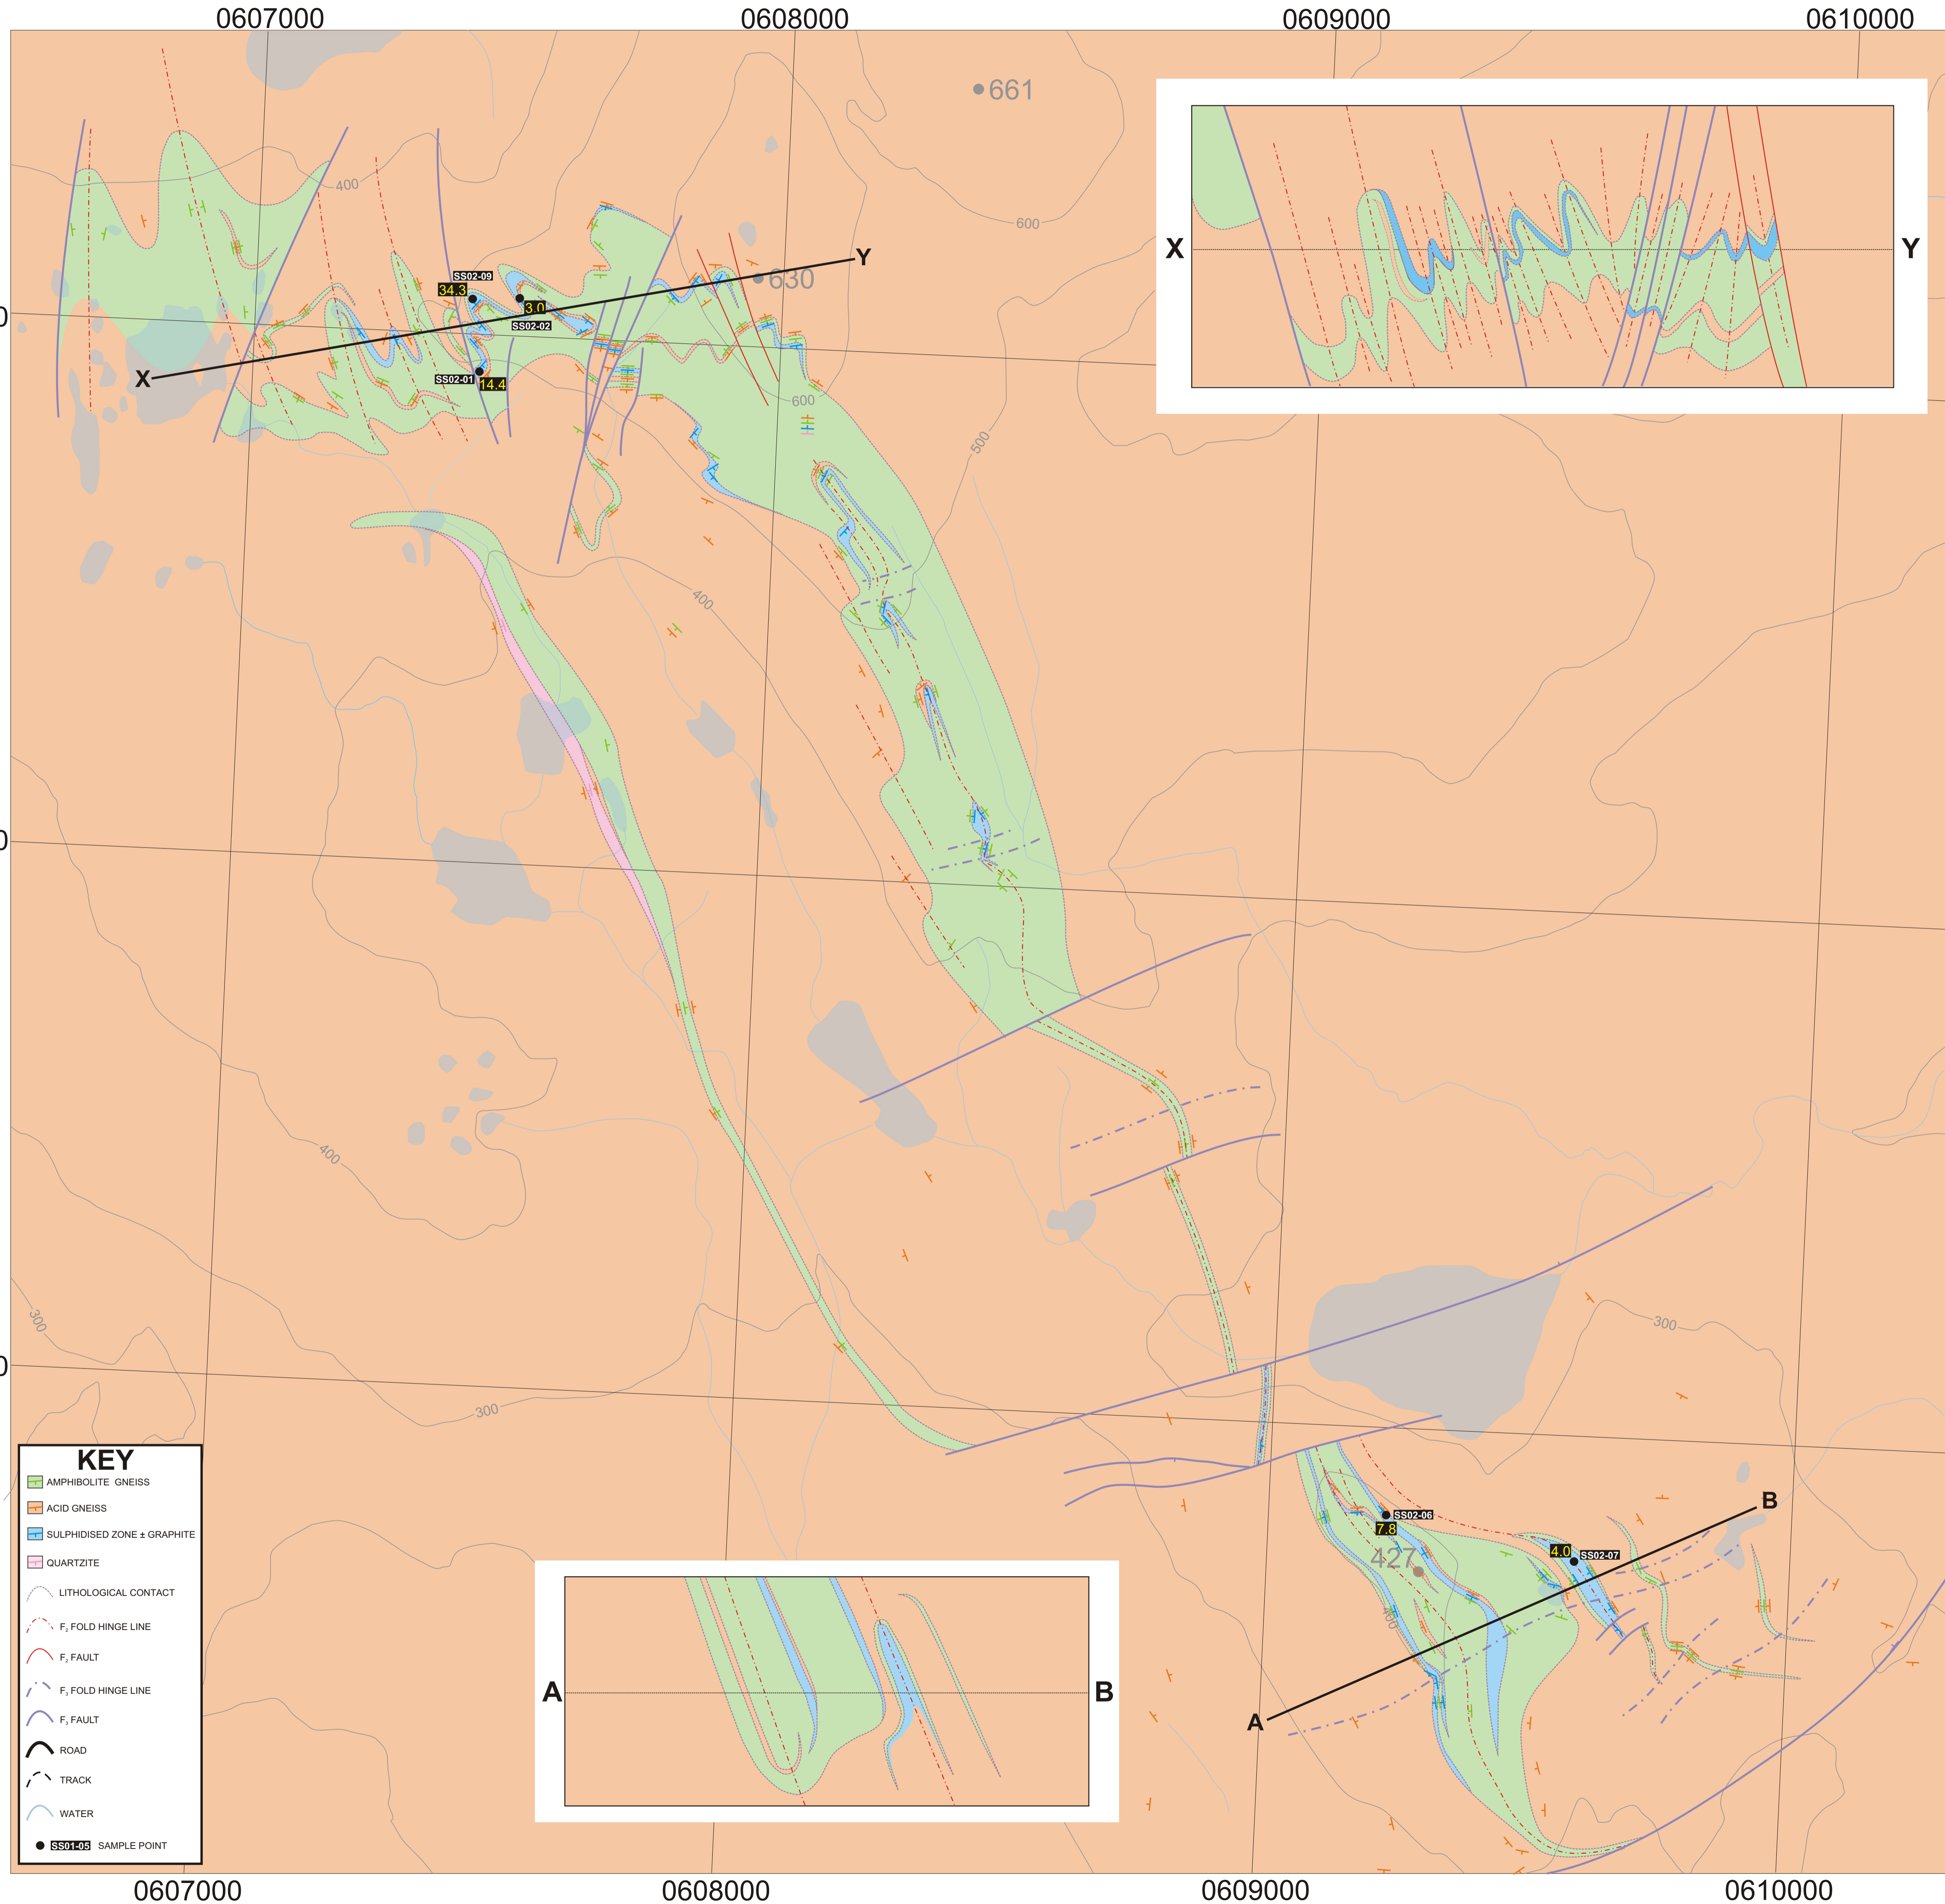 0607000 0608000 0609000 0610000
661
400
600
X Y
SS02-09
34.3
3.0
SS02-02
630
Y
0
X
SS02-01
14.4
600
500
400
0
400
300
0
300
300
KEY
AMPHIBOLITE GNEISS
ACID GNEISS
SULPHIDISED ZONE ± GRAPHITE
QUARTZITE
LITHOLOGICAL CONTACT
F₂ FOLD HINGE LINE
F₂ FAULT
F₃ FOLD HINGE LINE
F₃ FAULT
ROAD
TRACK
WATER
SS01-05 SAMPLE POINT
A B
SS02-06
7.8
427
4.0
SS02-07
B
400
A
0607000 0608000 0609000 0610000